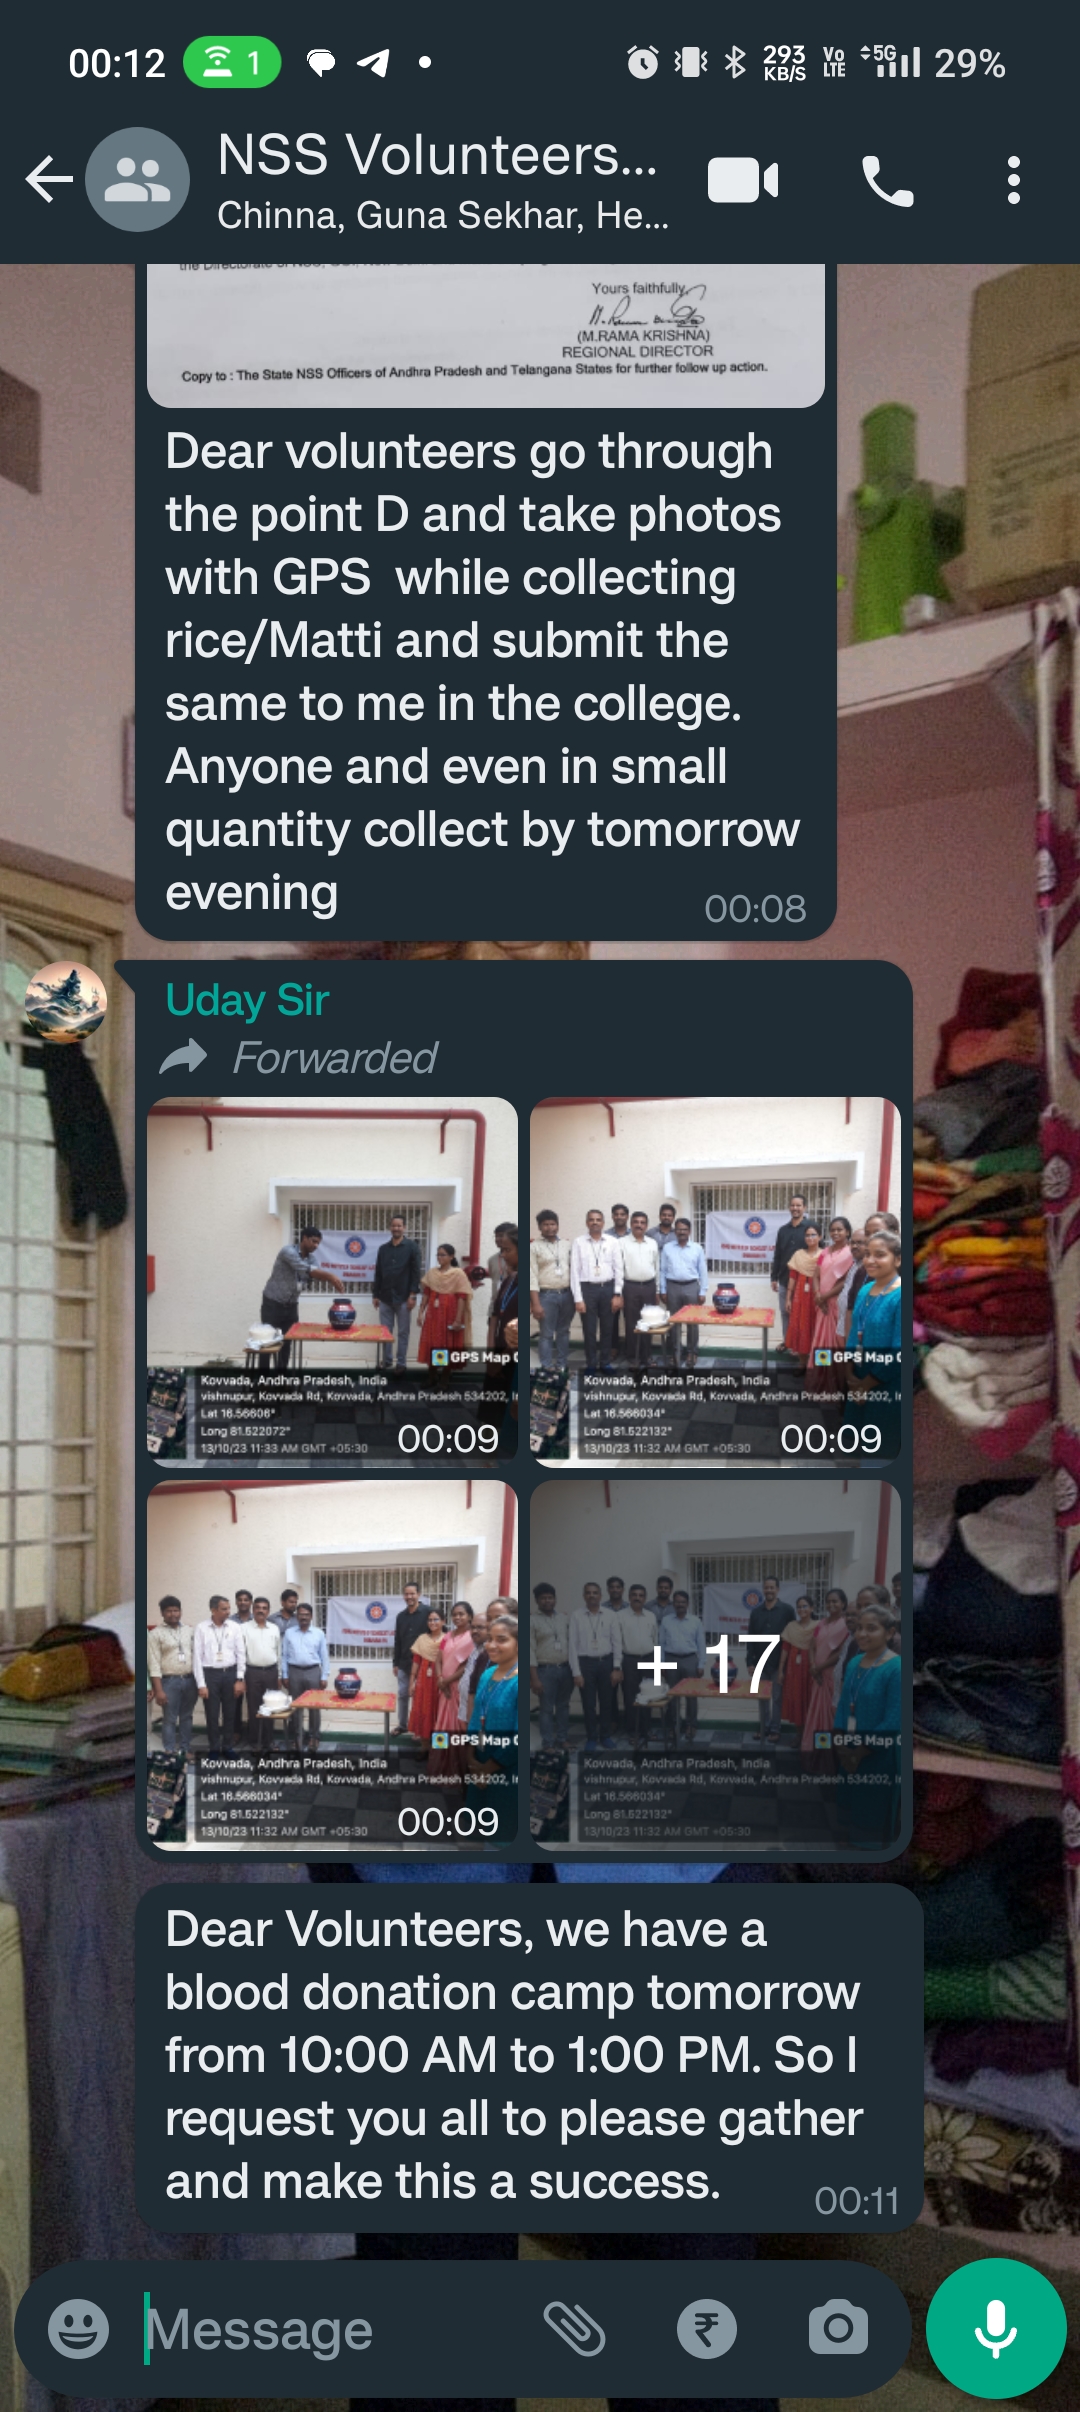 00:12
1
293
KB/S
Vo
LTE
5G
29%
NSS Volunteers...
Chinna, Guna Sekhar, He...
the Directorate of NSS,
Yours faithfully,
(M.RAMA KRISHNA)
REGIONAL DIRECTOR
Copy to : The State NSS Officers of Andhra Pradesh and Telangana States for further follow up action.
Dear volunteers go through
the point D and take photos
with GPS  while collecting
rice/Matti and submit the
same to me in the college.
Anyone and even in small
quantity collect by tomorrow
evening
00:08
Uday Sir
Forwarded
GPS Map
Kovvada, Andhra Pradesh, India
vishnupur, Kovvada Rd, Kovvada, Andhra Pradesh 534202,
Lat 16.56606°
Long 81.522072°
13/10/23 11:33 AM GMT +05:30
00:09
GPS Map
Kovvada, Andhra Pradesh, India
vishnupur, Kovvada Rd, Kovvada, Andhra Pradesh 534202,
Lat 16.566034°
Long 81.522132°
13/10/23 11:32 AM GMT +05:30
00:09
GPS Map
Kovvada, Andhra Pradesh, India
vishnupur, Kovvada Rd, Kovvada, Andhra Pradesh 534202,
Lat 16.566034°
Long 81.522132°
13/10/23 11:32 AM GMT +05:30
00:09
+ 17
GPS Map
Kovvada, Andhra Pradesh, India
vishnupur, Kovvada Rd, Kovvada, Andhra Pradesh 534202,
Lat 16.566034°
Long 81.522132°
13/10/23 11:32 AM GMT +05:30
Dear Volunteers, we have a
blood donation camp tomorrow
from 10:00 AM to 1:00 PM. So I
request you all to please gather
and make this a success.
00:11
Message
₹